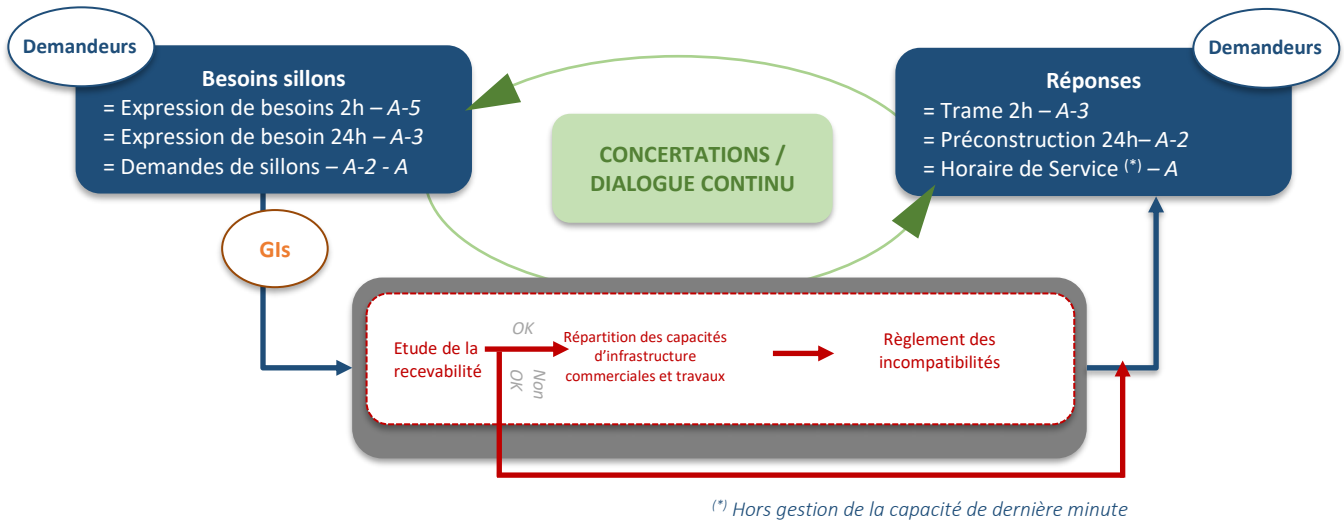 Demandeurs
Besoins sillons
= Expression de besoins 2h – A-5
= Expression de besoin 24h – A-3
= Demandes de sillons – A-2 - A
Demandeurs
Réponses
= Trame 2h – A-3
= Préconstruction 24h– A-2
= Horaire de Service (*) – A
CONCERTATIONS /
DIALOGUE CONTINU
GIs
Etude de la
recevabilité
OK
Non
OK
Répartition des capacités
d’infrastructure
commerciales et travaux
Règlement des
incompatibilités
(*) Hors gestion de la capacité de dernière minute